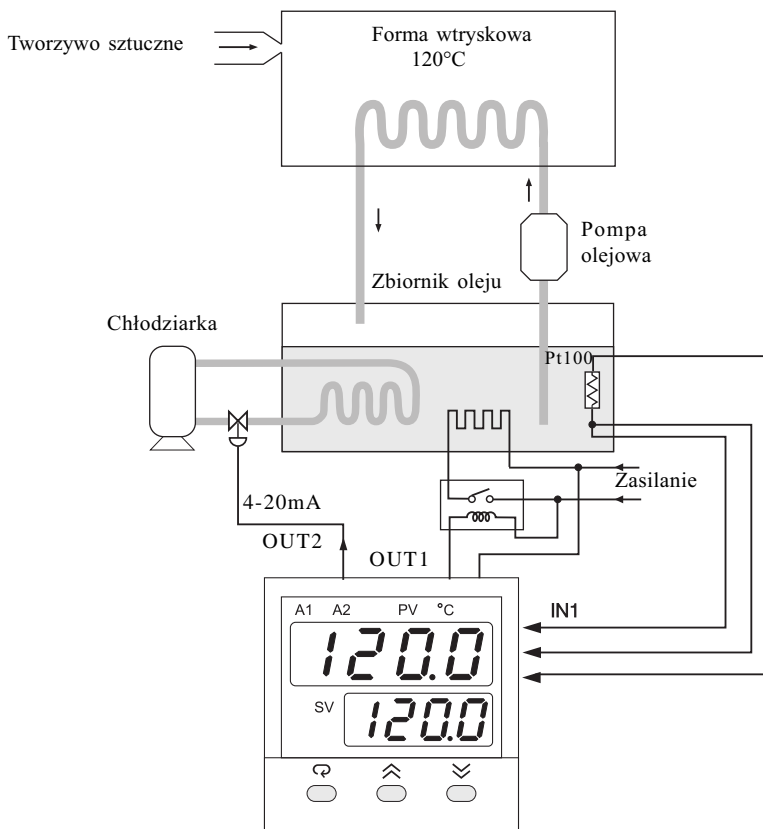 Tworzywo sztuczne
Forma wtryskowa
120°C
Pompa
olejowa
Zbiornik oleju
Chłodziarka
Pt100
Zasilanie
4-20mA
OUT2
OUT1
IN1
A1 A2 PV °C
120.0
SV 120.0